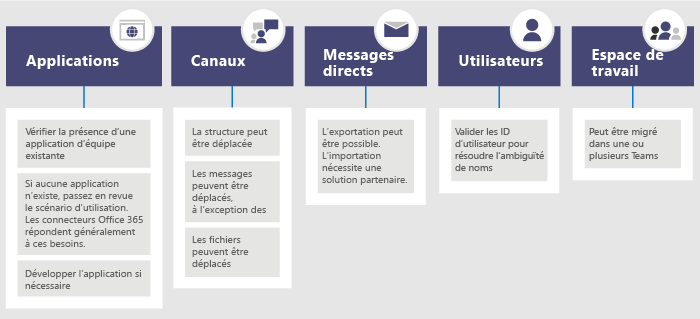 Applications
Vérifier la présence d'une
application d'équipe
existante
Si aucune application
n'existe, passez en revue
le scénario d'utilisation.
Les connecteurs Office 365
répondent généralement
à ces besoins.
Développer l'application si
nécessaire
Canaux
La structure peut
être déplacée
Les messages
peuvent être
déplacés,
à l'exception des
Les fichiers
peuvent être
déplacés
Messages
directs
L'exportation peut
être possible.
L'importation
nécessite une
solution partenaire.
Utilisateurs
Valider les ID
d'utilisateur pour
résoudre l'ambiguïté
de noms
Espace de
travail
Peut être migré
dans une ou
plusieurs Teams